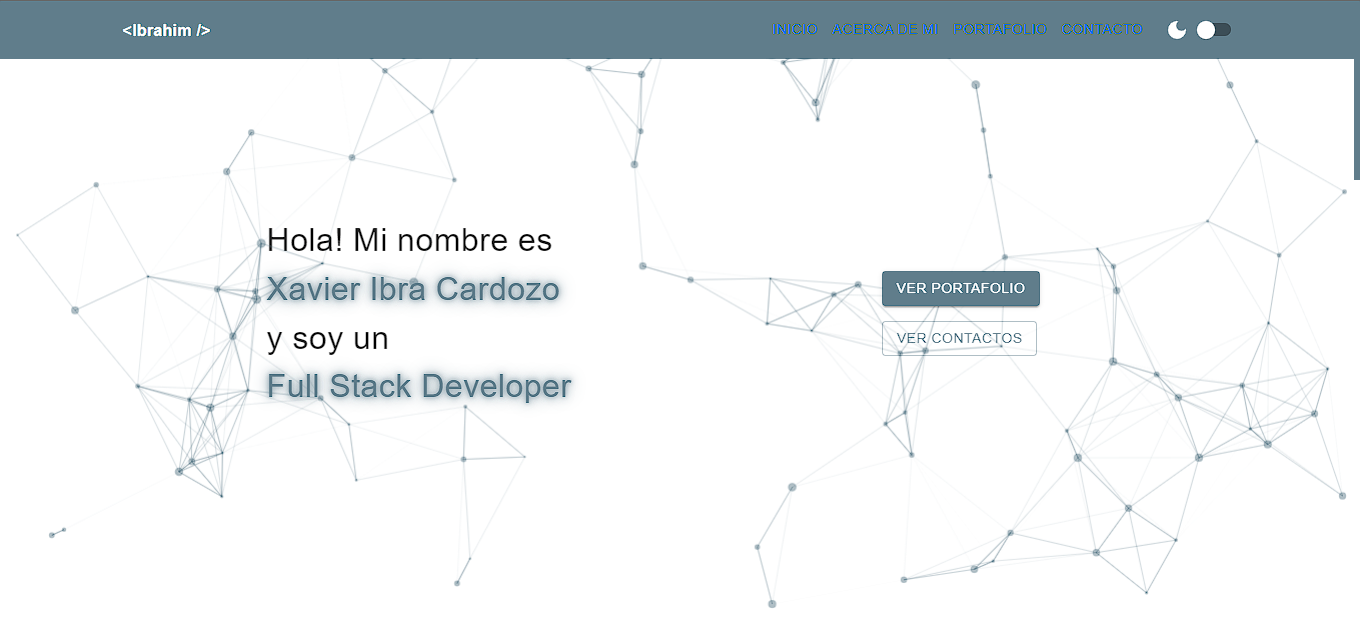 <Ibrahim />
INICIO ACERCA DE MI PORTAFOLIO CONTACTO
Hola! Mi nombre es
Xavier Ibra Cardozo
y soy un
Full Stack Developer
VER PORTAFOLIO
VER CONTACTOS